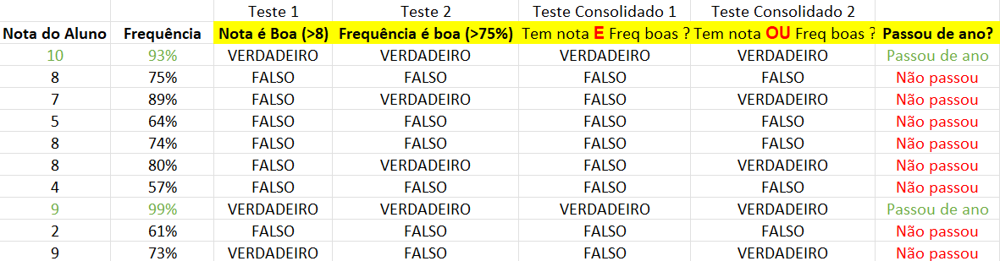 Teste 1 Teste 2 Teste Consolidado 1 Teste Consolidado 2
Nota do Aluno Frequência Nota é Boa (>8) Frequência é boa (>75%) Tem nota E Freq boas ? Tem nota OU Freq boas ? Passou de ano?
10 93% VERDADEIRO VERDADEIRO VERDADEIRO VERDADEIRO Passou de ano
8 75% FALSO FALSO FALSO FALSO Não passou
7 89% FALSO VERDADEIRO FALSO VERDADEIRO Não passou
5 64% FALSO FALSO FALSO FALSO Não passou
8 74% FALSO FALSO FALSO FALSO Não passou
8 80% FALSO VERDADEIRO FALSO VERDADEIRO Não passou
4 57% FALSO FALSO FALSO FALSO Não passou
9 99% VERDADEIRO VERDADEIRO VERDADEIRO VERDADEIRO Passou de ano
2 61% FALSO FALSO FALSO FALSO Não passou
9 73% VERDADEIRO FALSO FALSO VERDADEIRO Não passou